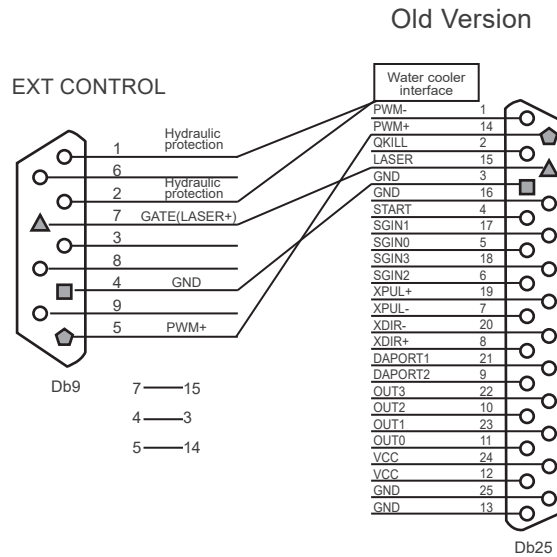 Old Version
EXT CONTROL
Water cooler
interface
1 Hydraulic
protection
6
2 Hydraulic
protection
7 GATE(LASER+)
3
8
4 GND
9
5 PWM+
Db9
7 15
4 3
5 14
PWM- 1
PWM+ 14
QKILL 2
LASER 15
GND 3
GND 16
START 4
SGIN1 17
SGIN0 5
SGIN3 18
SGIN2 6
XPUL+ 19
XPUL- 7
XDIR- 20
XDIR+ 8
DAPORT1 21
DAPORT2 9
OUT3 22
OUT2 10
OUT1 23
OUT0 11
VCC 24
VCC 12
GND 25
GND 13
Db25